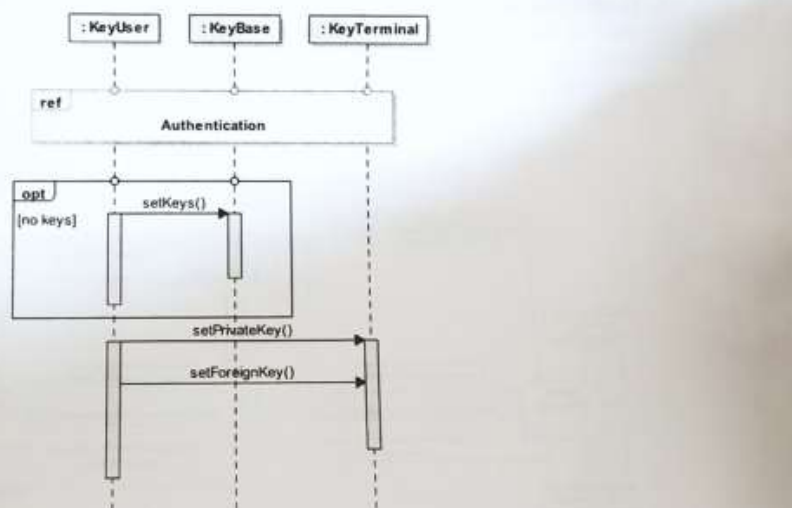 : KeyUser
: KeyBase
: KeyTerminal
ref
Authentication
opt
[no keys]
setKeys()
setPrivateKey()
setForeignKey()